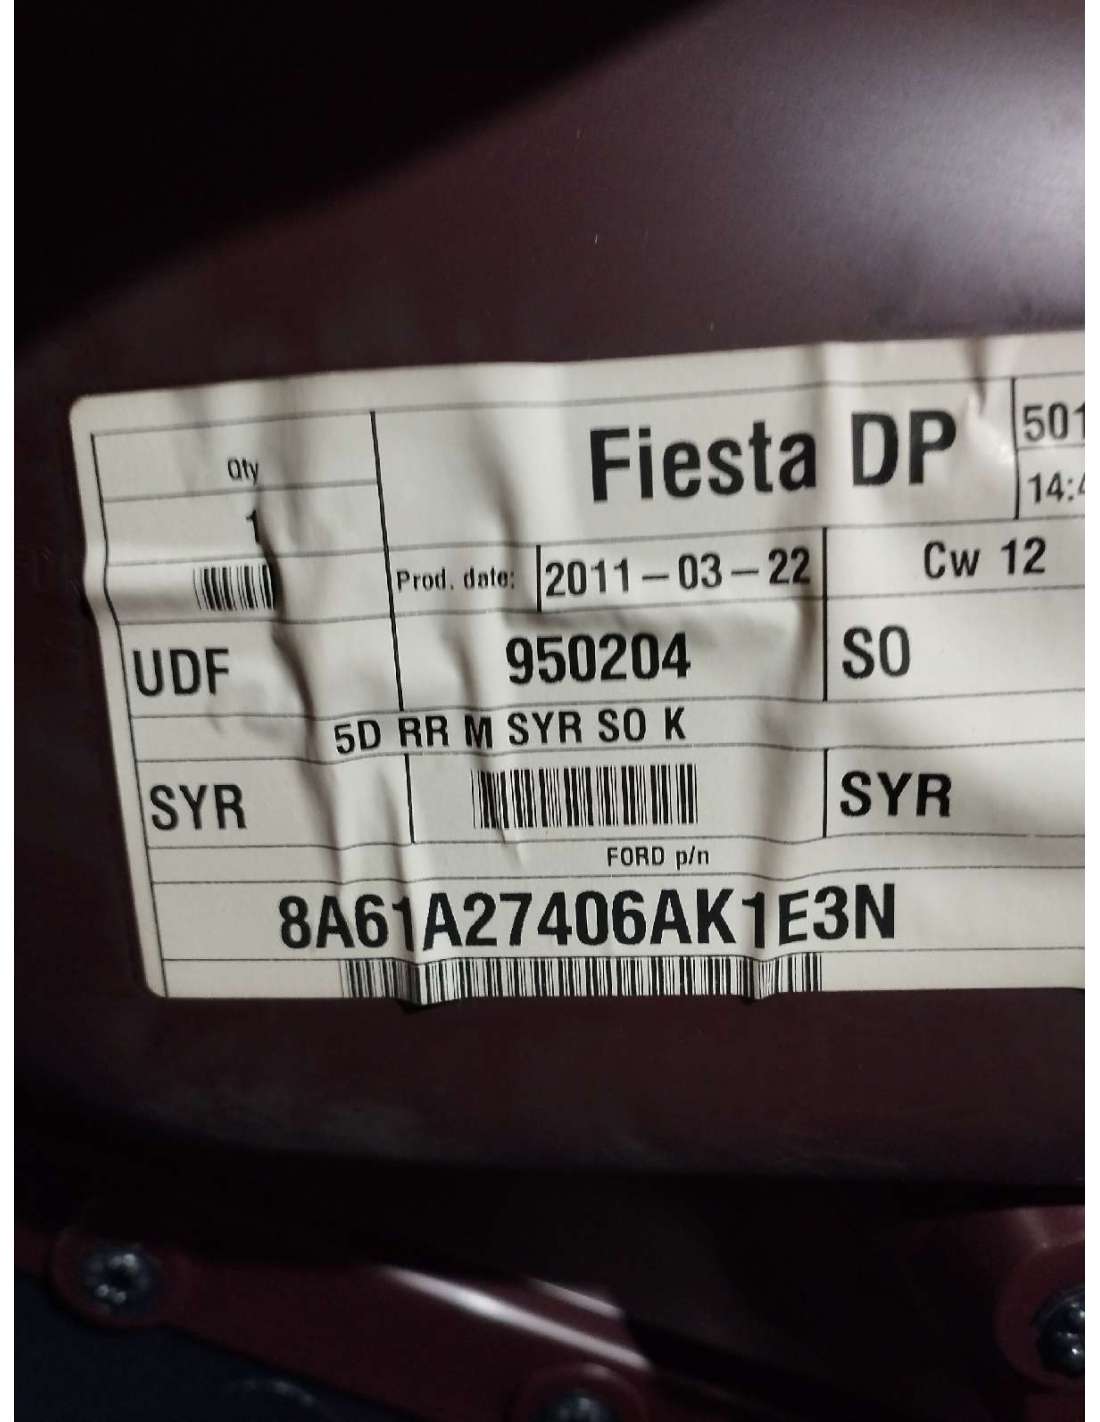 Qty
Fiesta DP
501
14:4
1
Prod. date:
2011-03-22
Cw 12
UDF
950204
SO
5D RR M SYR SO K
SYR
SYR
FORD p/n
8A61A27406AK1E3N